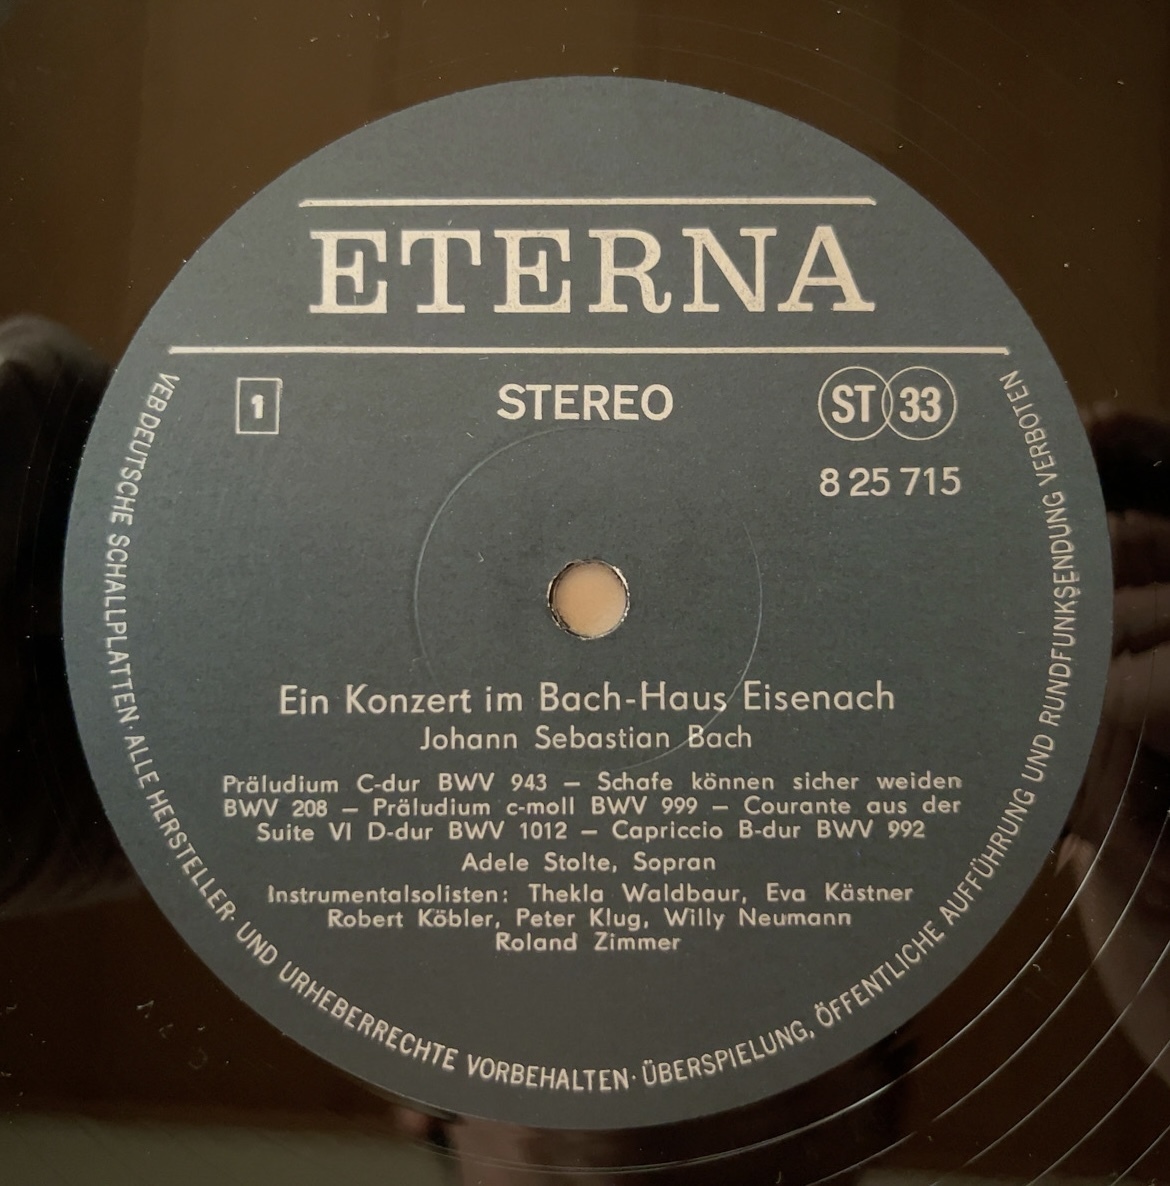 ETERNA
1
STEREO
ST 33
8 25 715
Ein Konzert im Bach-Haus Eisenach
Johann Sebastian Bach
Präludium C-dur BWV 943 — Schafe können sicher weiden
BWV 208 — Präludium c-moll BWV 999 — Courante aus der
Suite VI D-dur BWV 1012 — Capriccio B-dur BWV 992
Adele Stolte, Sopran
Instrumentalsolisten: Thekla Waldbaur, Eva Kästner
Robert Köbler, Peter Klug, Willy Neumann
Roland Zimmer
VEB DEUTSCHE SCHALLPLATTEN · ALLE HERSTELLER- UND URHEBERRECHTE VORBEHALTEN · ÜBERSPIELUNG, ÖFFENTLICHE AUFFÜHRUNG UND RUNDFUNKSENDUNG VERBOTEN